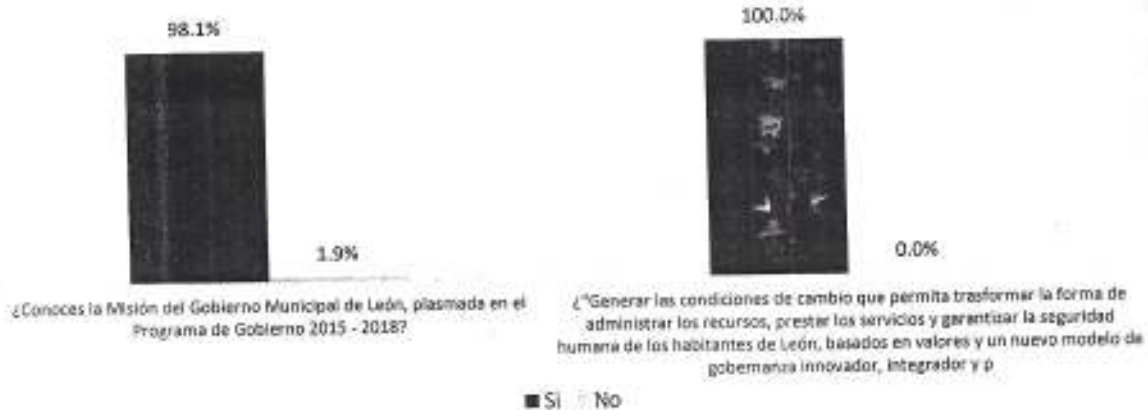 98.1%
100.0%
1.9%
0.0%
¿Conoces la Misión del Gobierno Municipal de León, plasmada en el
Programa de Gobierno 2015 - 2018?
¿"Generar las condiciones de cambio que permita trasformar la forma de
administrar los recursos, prestar los servicios y garantizar la seguridad
humana de los habitantes de León, basados en valores y un nuevo modelo de
gobernanza innovador, integrador y p
Si No